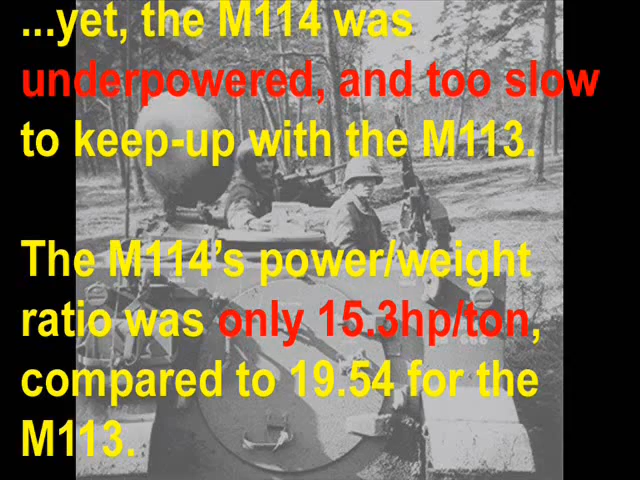 ...yet, the M114 was
underpowered, and too slow
to keep-up with the M113.
The M114’s power/weight
ratio was only 15.3hp/ton,
compared to 19.54 for the
M113.